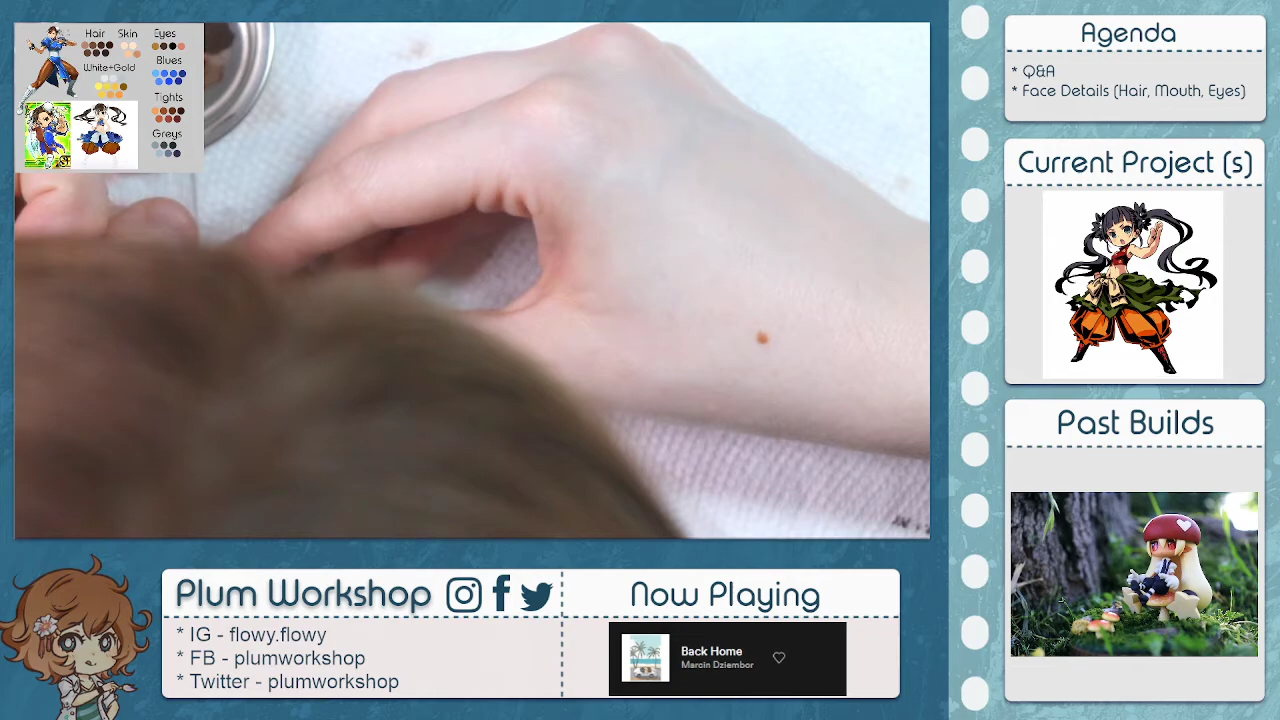 Hair Skin Eyes
White+Gold
Blues
Tights
Greys
Agenda
* Q&A
* Face Details (Hair, Mouth, Eyes)
Current Project (s)
Past Builds
Plum Workshop
* IG - flowy.flowy
* FB - plumworkshop
* Twitter - plumworkshop
Now Playing
Back Home
Marcin Dziembor